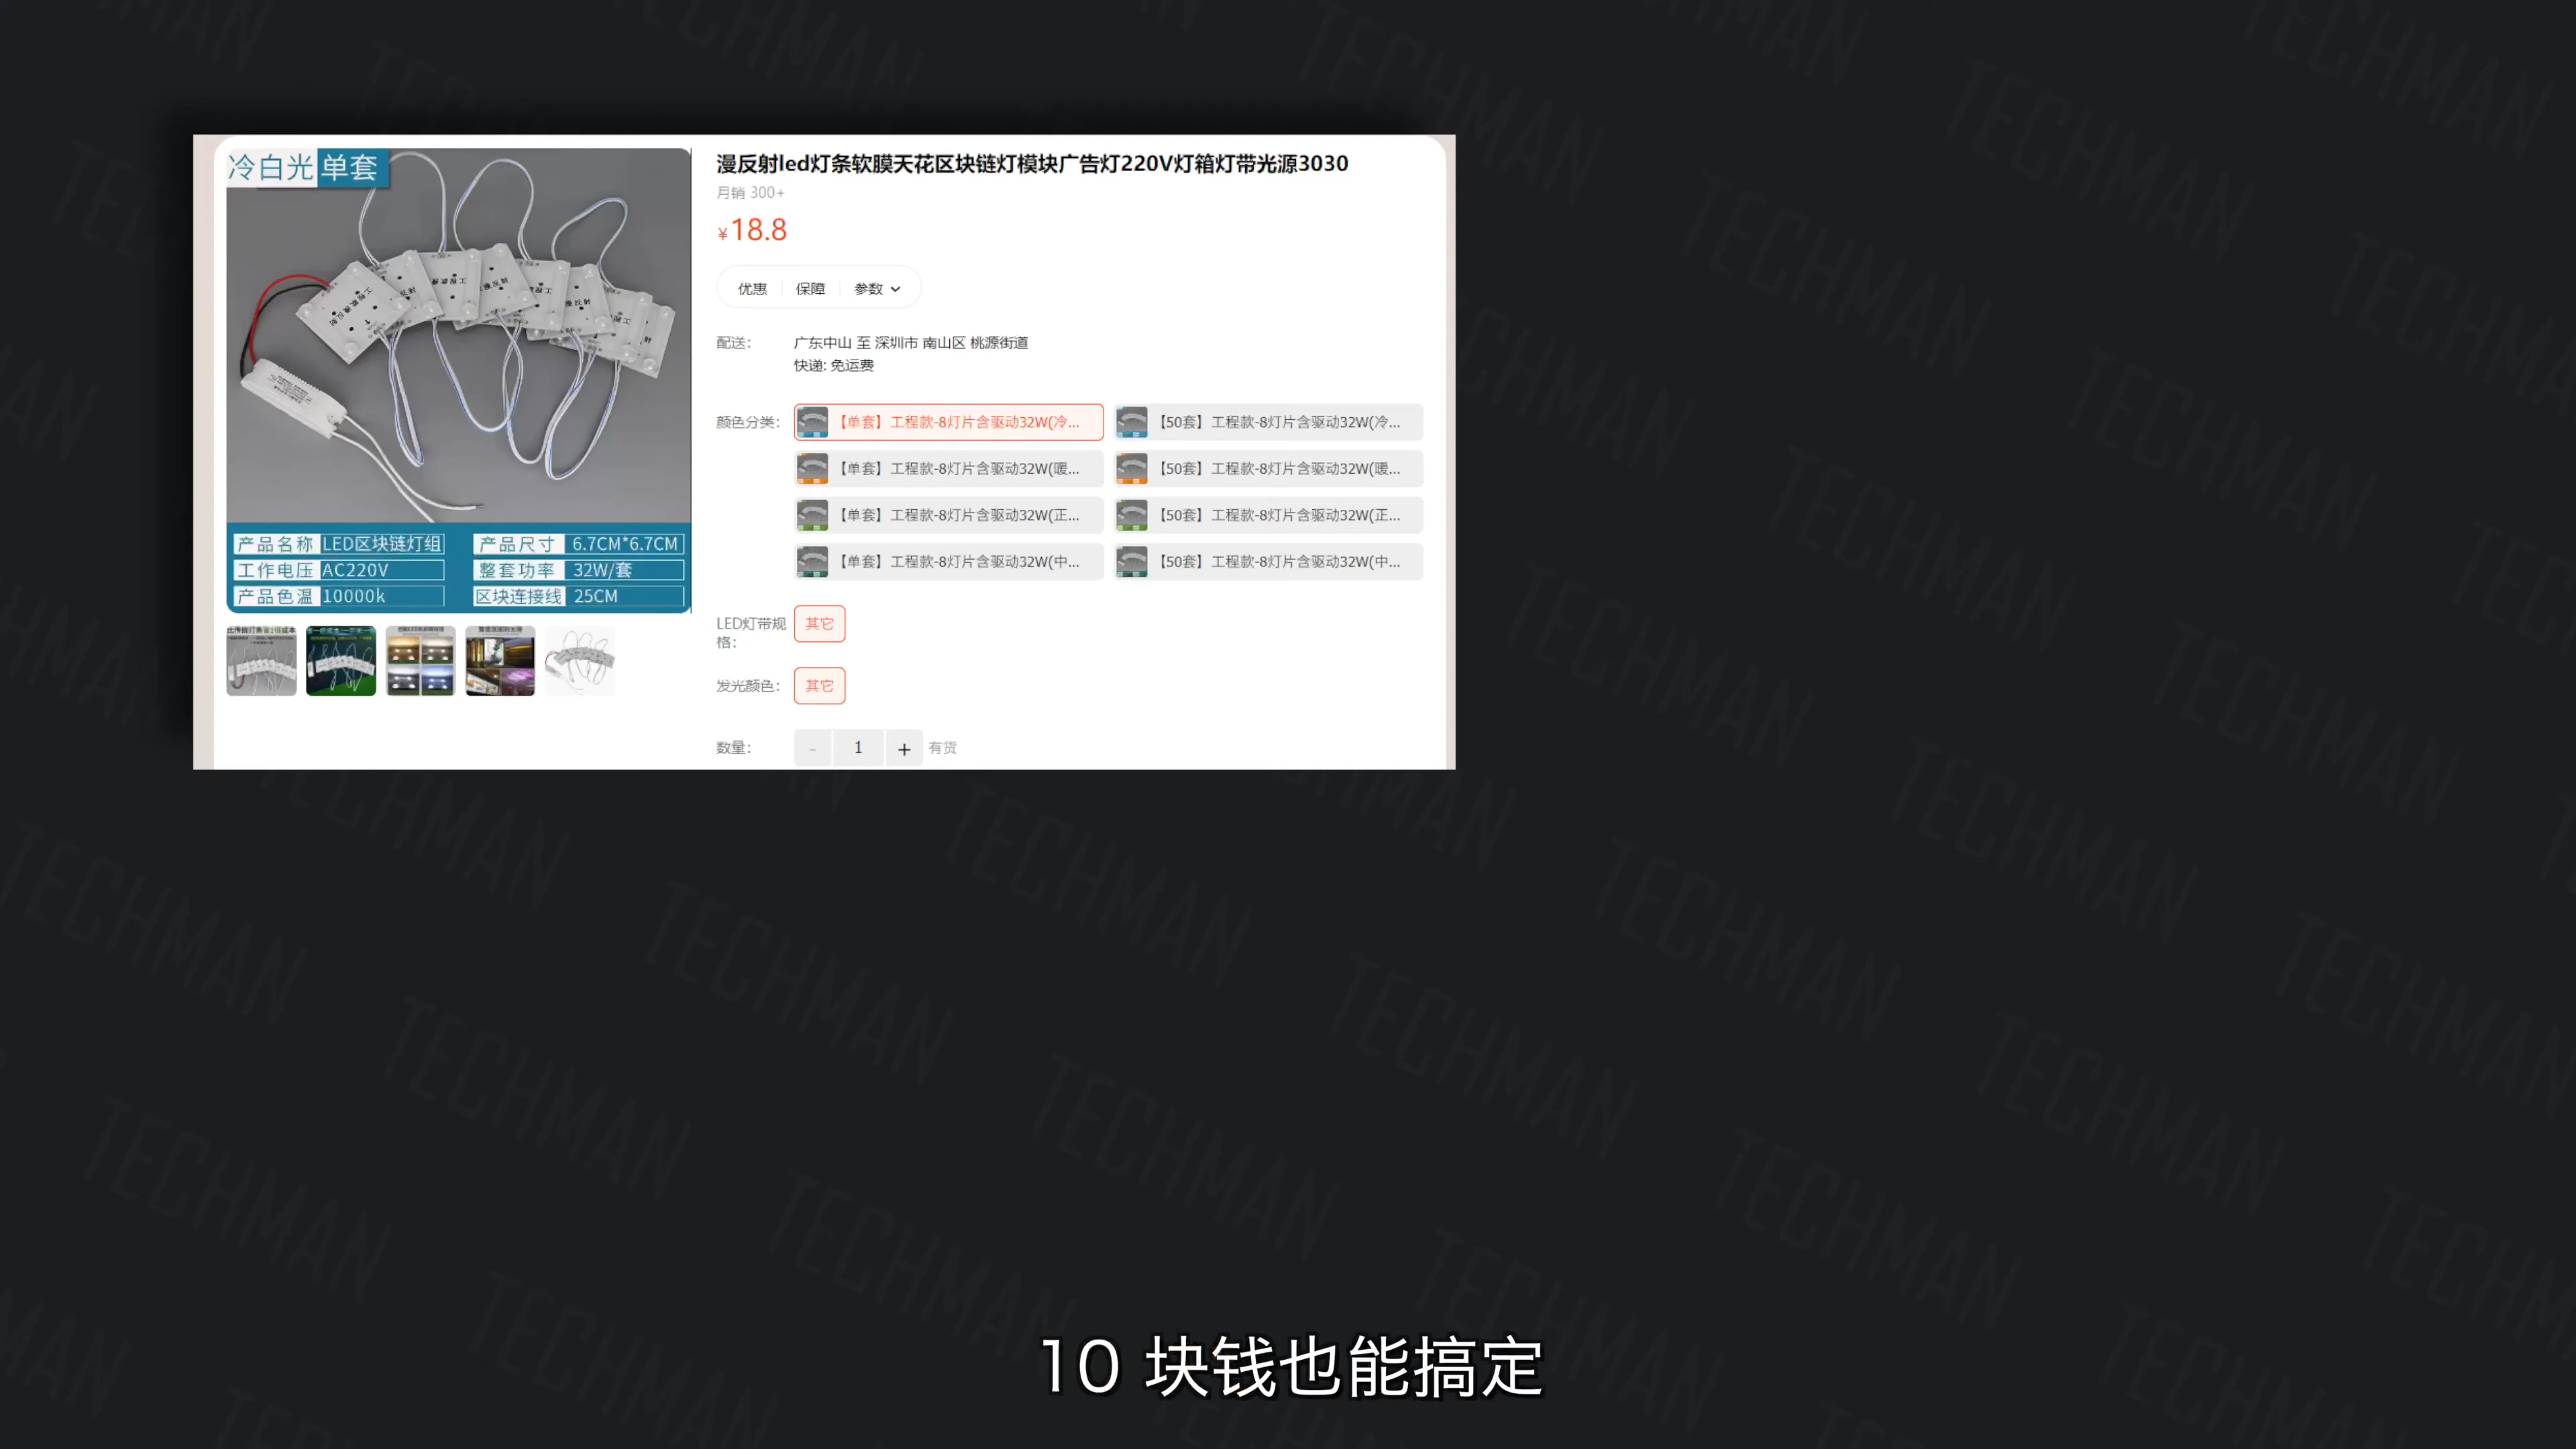 冷白光 单套
产品名称 LED区块链灯组 产品尺寸 6.7CM*6.7CM
工作电压 AC220V 整套功率 32W/套
产品色温 10000k 区块连接线 25CM
漫反射led灯条软膜天花区块链灯模块广告灯220V灯箱灯带光源3030
月销 300+
¥18.8
优惠 保障 参数
配送: 广东中山 至 深圳市 南山区 桃源街道
快递: 免运费
颜色分类: 【单套】工程款-8灯片含驱动32W(冷... 【50套】工程款-8灯片含驱动32W(冷...
【单套】工程款-8灯片含驱动32W(暖... 【50套】工程款-8灯片含驱动32W(暖...
【单套】工程款-8灯片含驱动32W(正... 【50套】工程款-8灯片含驱动32W(正...
【单套】工程款-8灯片含驱动32W(中... 【50套】工程款-8灯片含驱动32W(中...
LED灯带规格: 其它
发光颜色: 其它
数量: - 1 + 有货
10 块钱也能搞定
TECHMAN